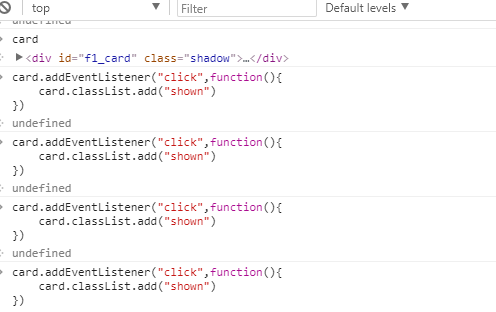 top ▼ Filter Default levels ▼
undefined
card
▶<div id="f1_card" class="shadow">…</div>
card.addEventListener("click",function(){
    card.classList.add("shown")
})
undefined
card.addEventListener("click",function(){
    card.classList.add("shown")
})
undefined
card.addEventListener("click",function(){
    card.classList.add("shown")
})
undefined
card.addEventListener("click",function(){
    card.classList.add("shown")
})